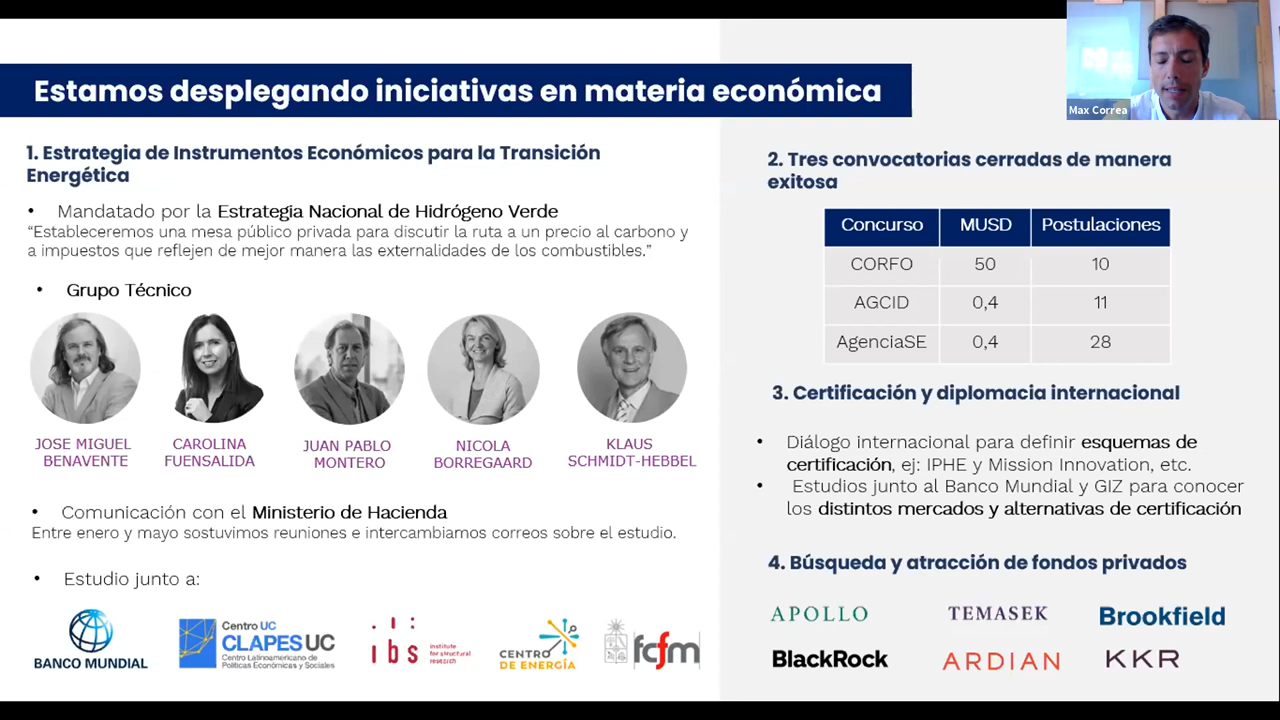 Max Correa
Estamos desplegando iniciativas en materia económica
1. Estrategia de Instrumentos Económicos para la Transición
Energética
• Mandatado por la Estrategia Nacional de Hidrógeno Verde
“Estableceremos una mesa público privada para discutir la ruta a un precio al carbono y
a impuestos que reflejen de mejor manera las externalidades de los combustibles.”
• Grupo Técnico
JOSE MIGUEL
BENAVENTE
CAROLINA
FUENSALIDA
JUAN PABLO
MONTERO
NICOLA
BORREGAARD
KLAUS
SCHMIDT-HEBBEL
• Comunicación con el Ministerio de Hacienda
Entre enero y mayo sostuvimos reuniones e intercambiamos correos sobre el estudio.
• Estudio junto a:
BANCO MUNDIAL
Centro UC
CLAPES UC
Centro Latinoamericano de
Políticas Económicas y Sociales
ibs
institute
for structural
research
CENTRO
DE ENERGÍA
fcfm
2. Tres convocatorias cerradas de manera
exitosa
Concurso MUSD Postulaciones
CORFO 50 10
AGCID 0,4 11
AgenciaSE 0,4 28
3. Certificación y diplomacia internacional
• Diálogo internacional para definir esquemas de
certificación, ej: IPHE y Mission Innovation, etc.
• Estudios junto al Banco Mundial y GIZ para conocer
los distintos mercados y alternativas de certificación
4. Búsqueda y atracción de fondos privados
APOLLO TEMASEK Brookfield
BlackRock ARDIAN KKR